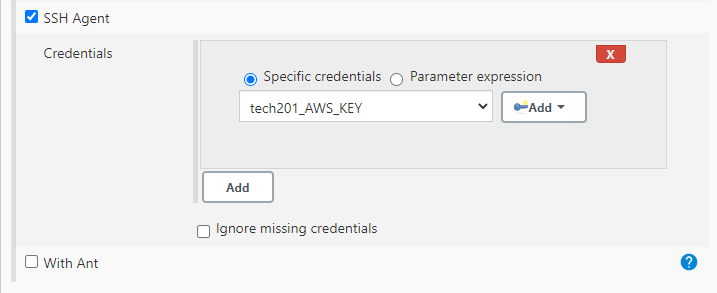 SSH Agent
Credentials
X
Specific credentials Parameter expression
tech201_AWS_KEY
Add
Add
Ignore missing credentials
With Ant
?